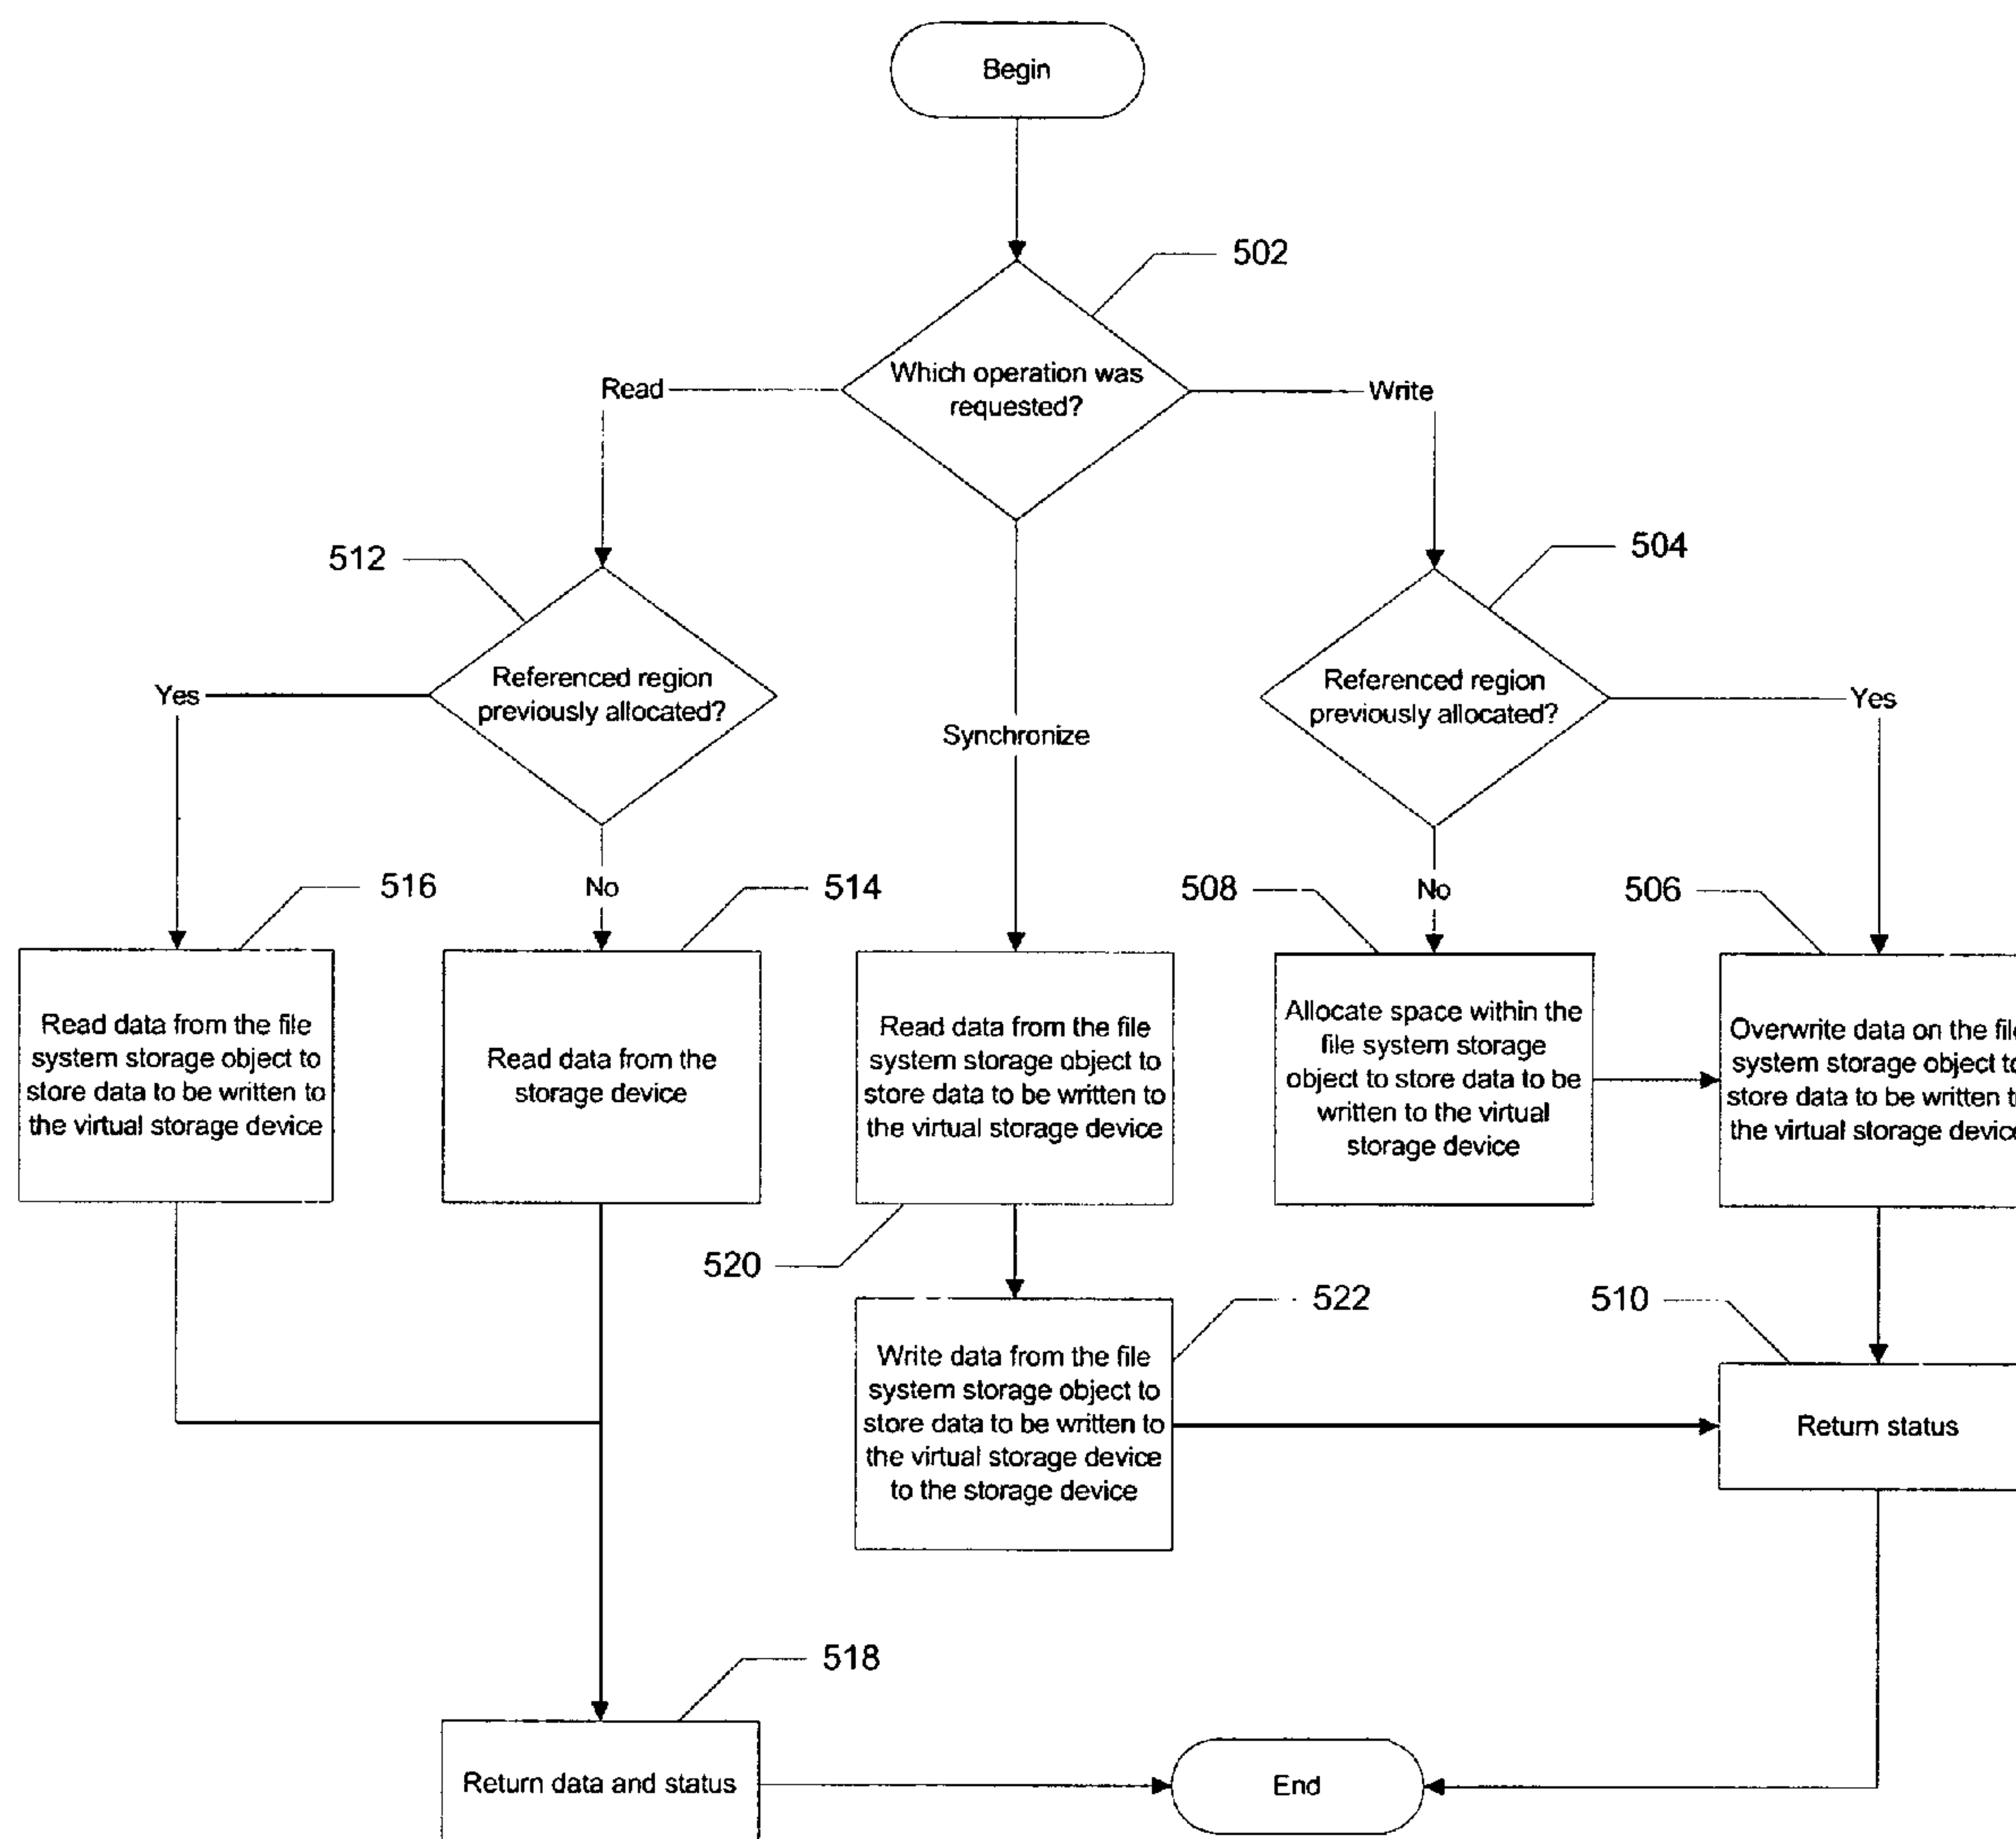 Begin
502
Which operation was
requested?
Read
Write
512
504
Referenced region
previously allocated?
Referenced region
previously allocated?
Yes
Synchronize
Yes
516
No
514
508
No
506
Read data from the file
system storage object to
store data to be written to
the virtual storage device
Read data from the
storage device
Read data from the file
system storage object to
store data to be written to
the virtual storage device
Allocate space within the
file system storage
object to store data to be
written to the virtual
storage device
Overwrite data on the file
system storage object to
store data to be written to
the virtual storage device
520
522
510
Write data from the file
system storage object to
store data to be written to
the virtual storage device
to the storage device
Return status
518
Return data and status
End